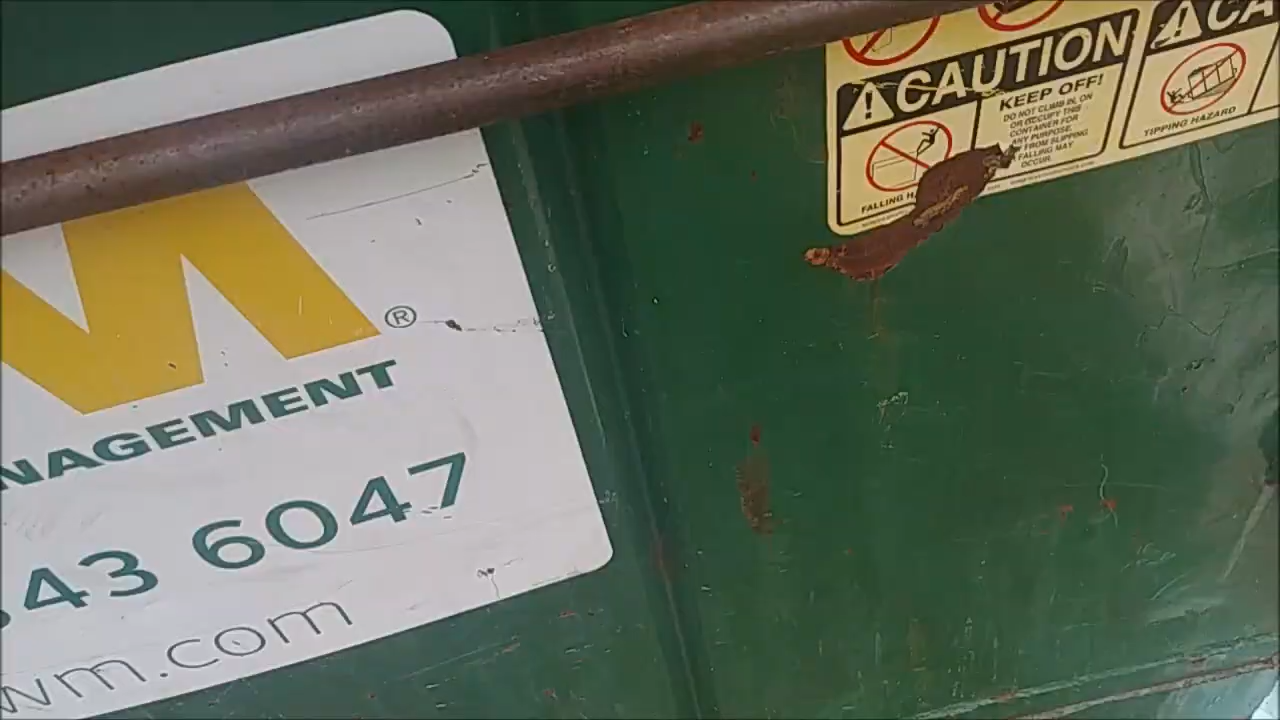 ®
NAGEMENT
43 6047
wm.com
CAUTION
KEEP OFF!
DO NOT CLIMB IN, ON
OR OCCUPY THIS
CONTAINER FOR
ANY PURPOSE.
FROM SLIPPING
FALLING MAY
OCCUR.
FALLING H
CA
TIPPING HAZARD